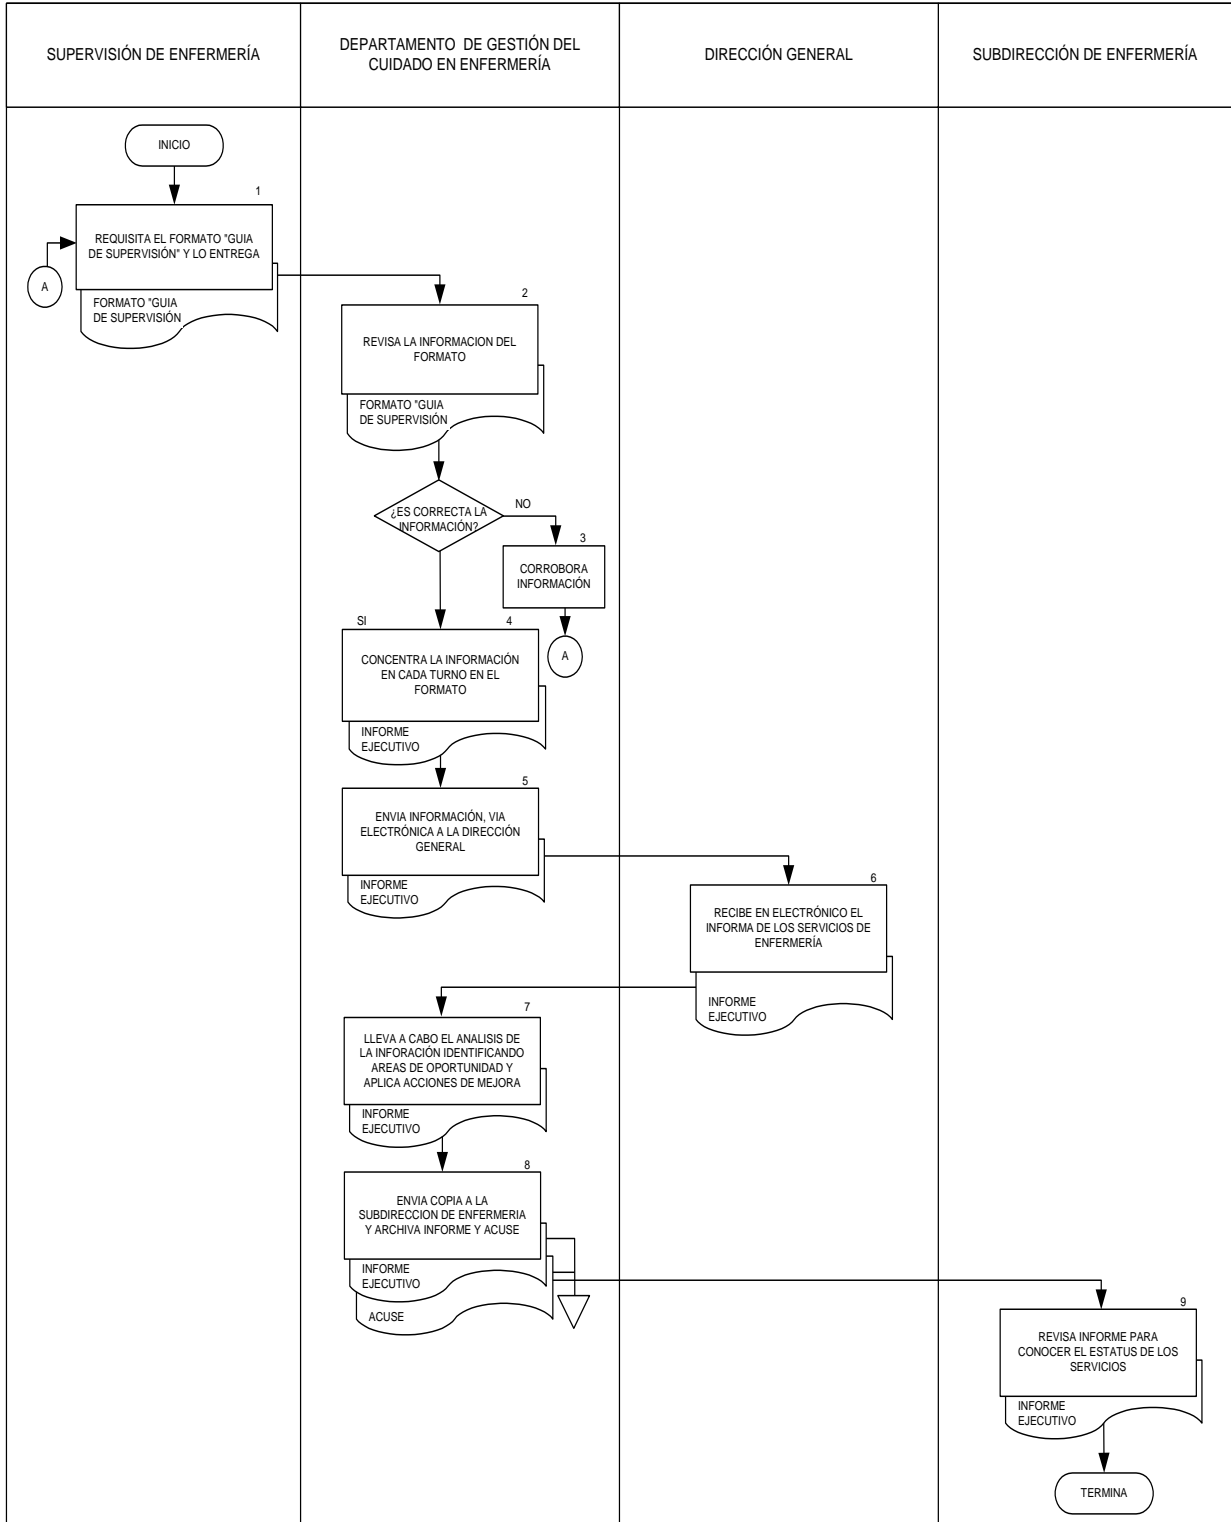 SUPERVISIÓN DE ENFERMERÍA
DEPARTAMENTO DE GESTIÓN DEL
CUIDADO EN ENFERMERÍA
DIRECCIÓN GENERAL
SUBDIRECCIÓN DE ENFERMERÍA
INICIO
1
REQUISITA EL FORMATO "GUIA
DE SUPERVISIÓN" Y LO ENTREGA
A
FORMATO "GUIA
DE SUPERVISIÓN
2
REVISA LA INFORMACION DEL
FORMATO
FORMATO "GUIA
DE SUPERVISIÓN
¿ES CORRECTA LA
INFORMACIÓN?
NO
3
CORROBORA
INFORMACIÓN
A
SI
4
CONCENTRA LA INFORMACIÓN
EN CADA TURNO EN EL
FORMATO
INFORME
EJECUTIVO
5
ENVIA INFORMACIÓN, VIA
ELECTRÓNICA A LA DIRECCIÓN
GENERAL
INFORME
EJECUTIVO
6
RECIBE EN ELECTRÓNICO EL
INFORMA DE LOS SERVICIOS DE
ENFERMERÍA
INFORME
EJECUTIVO
7
LLEVA A CABO EL ANALISIS DE
LA INFORACIÓN IDENTIFICANDO
AREAS DE OPORTUNIDAD Y
APLICA ACCIONES DE MEJORA
INFORME
EJECUTIVO
8
ENVIA COPIA A LA
SUBDIRECCION DE ENFERMERIA
Y ARCHIVA INFORME Y ACUSE
INFORME
EJECUTIVO
ACUSE
9
REVISA INFORME PARA
CONOCER EL ESTATUS DE LOS
SERVICIOS
INFORME
EJECUTIVO
TERMINA